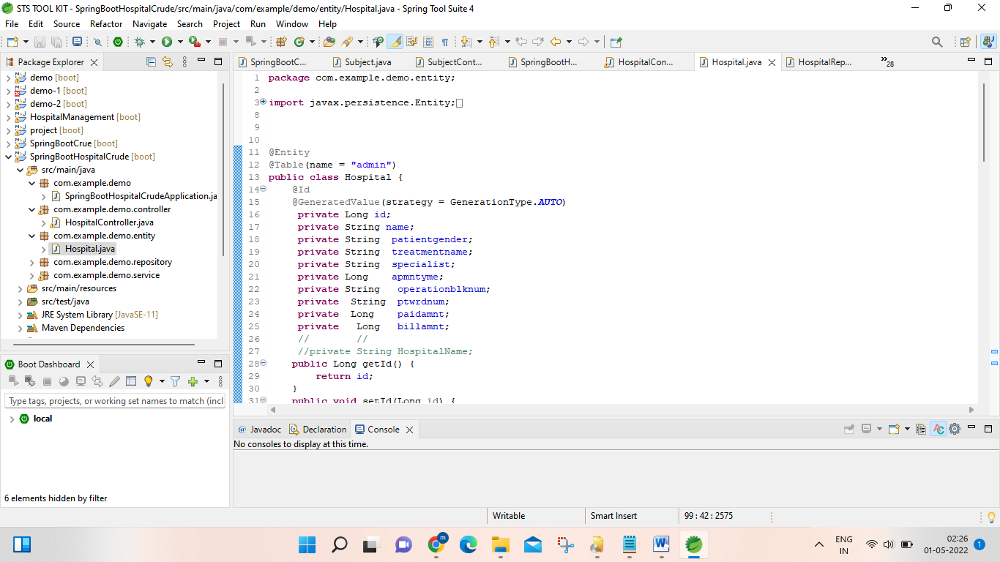 STS TOOL KIT - SpringBootHospitalCrude/src/main/java/com/example/demo/entity/Hospital.java - Spring Tool Suite 4
File Edit Source Refactor Navigate Search Project Run Window Help
Package Explorer
demo [boot]
demo-1 [boot]
demo-2 [boot]
HospitalManagement [boot]
project [boot]
SpringBootCrue [boot]
SpringBootHospitalCrude [boot]
src/main/java
com.example.demo
SpringBootHospitalCrudeApplication.ja
com.example.demo.controller
HospitalController.java
com.example.demo.entity
Hospital.java
com.example.demo.repository
com.example.demo.service
src/main/resources
src/test/java
JRE System Library [JavaSE-11]
Maven Dependencies
Boot Dashboard
Type tags, projects, or working set names to match (incl
local
6 elements hidden by filter
SpringBootC... Subject.java SubjectCont... SpringBootH... HospitalCon... Hospital.java HospitalRep... »28
1 package com.example.demo.entity;
2
3 import javax.persistence.Entity;
8
9
10
11 @Entity
12 @Table(name = "admin")
13 public class Hospital {
14 @Id
15 @GeneratedValue(strategy = GenerationType.AUTO)
16 private Long id;
17 private String name;
18 private String patientgender;
19 private String treatmentname;
20 private String specialist;
21 private Long apmntyme;
22 private String operationblknum;
23 private String ptwrdnum;
24 private Long paidamnt;
25 private Long billamnt;
26 // //
27 //private String HospitalName;
28 public Long getId() {
29 return id;
30 }
31 public void setId(Long id) {
@ Javadoc Declaration Console
No consoles to display at this time.
Writable Smart Insert 99 : 42 : 2575
m
ENG
IN
02:26
01-05-2022
1